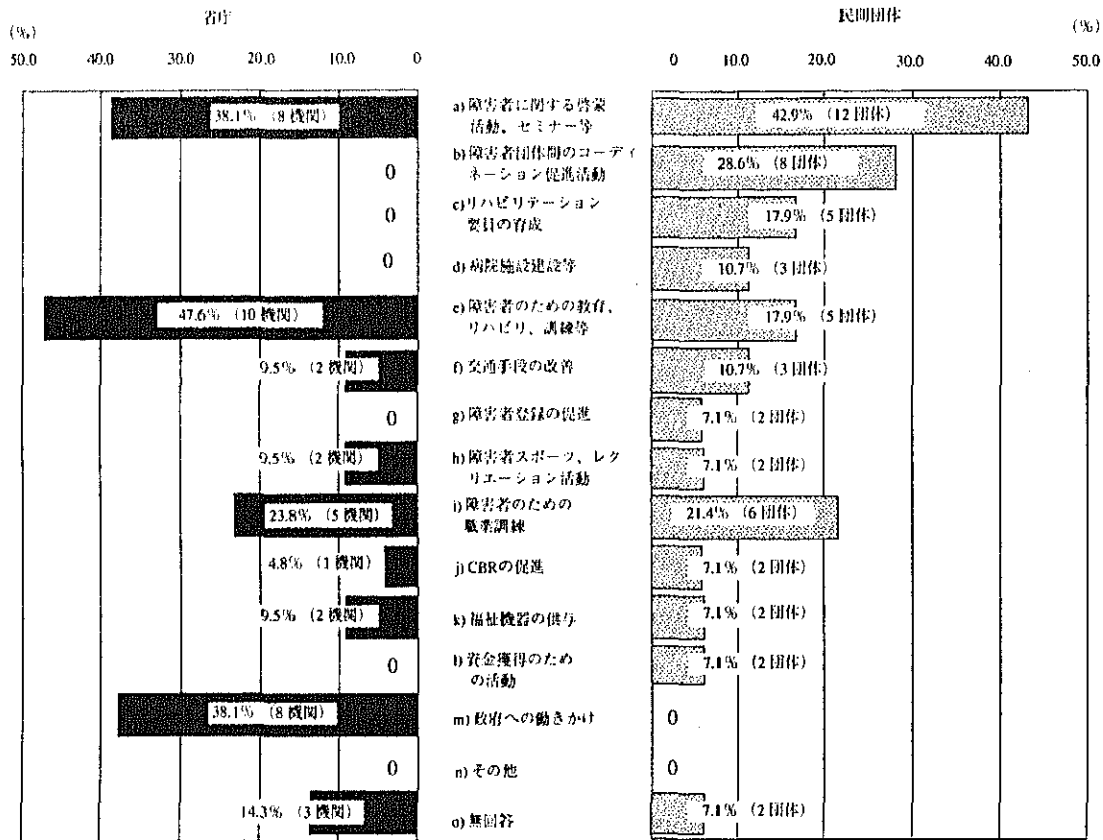 省庁
民間団体
(%)
(%)
50.0 40.0 30.0 20.0 10.0 0
0 10.0 20.0 30.0 40.0 50.0
38.1% (8 機関)
a) 障害者に関する啓蒙
活動、セミナー等
42.9% (12 団体)
0
b) 障害者団体間のコーディ
ネーション促進活動
28.6% (8 団体)
0
c) リハビリテーション
要員の育成
17.9% (5 団体)
0
d) 病院施設建設等
10.7% (3 団体)
47.6% (10 機関)
e) 障害者のための教育、
リハビリ、訓練等
17.9% (5 団体)
9.5% (2 機関)
f) 交通手段の改善
10.7% (3 団体)
0
g) 障害者登録の促進
7.1% (2 団体)
9.5% (2 機関)
h) 障害者スポーツ、レク
リエーション活動
7.1% (2 団体)
23.8% (5 機関)
i) 障害者のための
職業訓練
21.4% (6 団体)
4.8% (1 機関)
j) CBRの促進
7.1% (2 団体)
9.5% (2 機関)
k) 福祉機器の供与
7.1% (2 団体)
0
l) 資金獲得のため
の活動
7.1% (2 団体)
38.1% (8 機関)
m) 政府への働きかけ
0
0
n) その他
0
14.3% (3 機関)
o) 無回答
7.1% (2 団体)